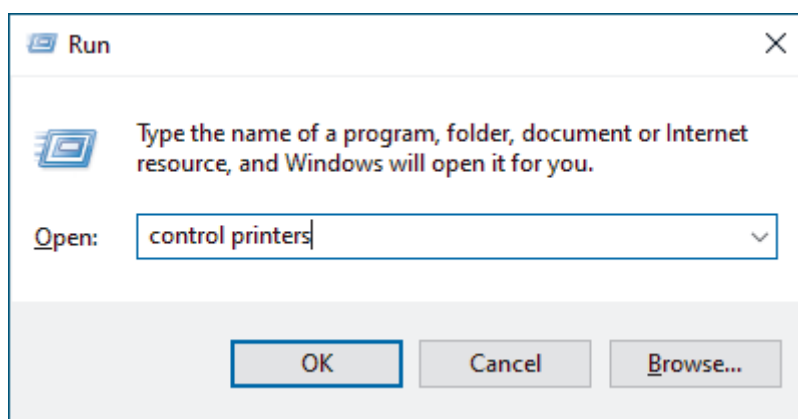 Run
Type the name of a program, folder, document or Internet
resource, and Windows will open it for you.
Open: control printers
OK Cancel Browse...